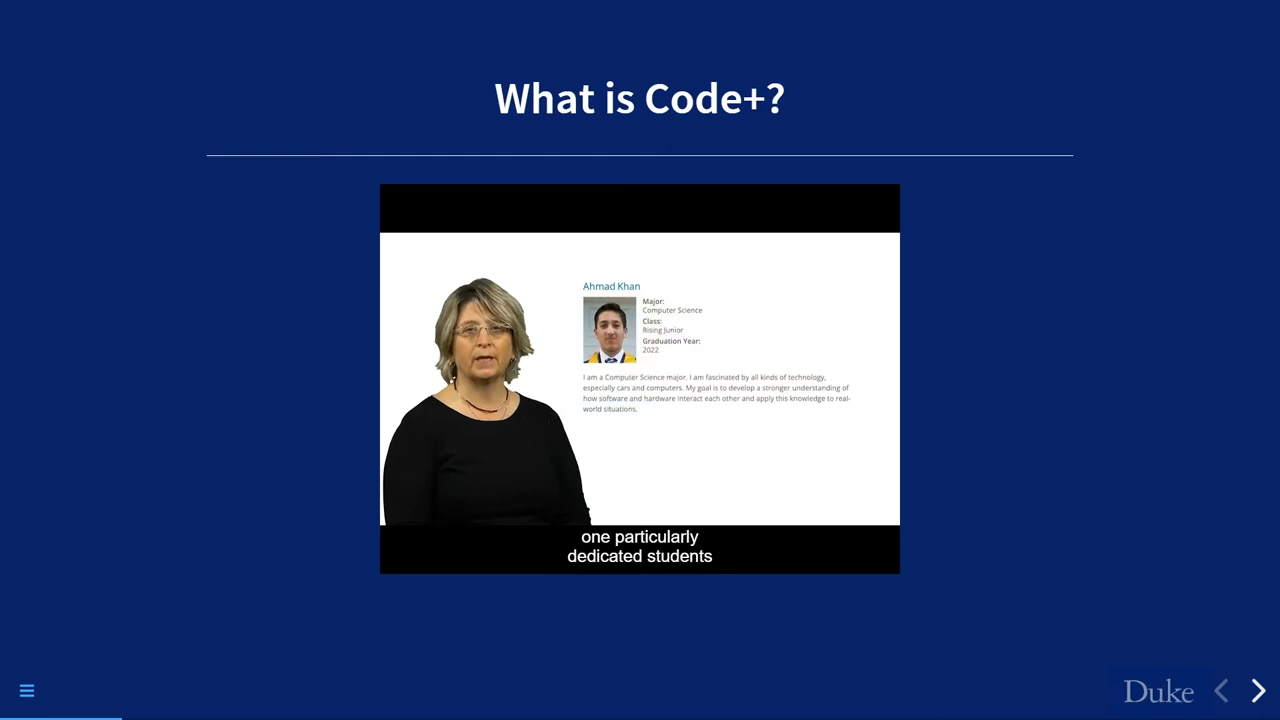 What is Code+?
Ahmad Khan
Major:
Computer Science
Class:
Rising Junior
Graduation Year:
2022
I am a Computer Science major. I am fascinated by all kinds of technology,
especially cars and computers. My goal is to develop a stronger understanding of
how software and hardware interact each other and apply this knowledge to real-
world situations.
one particularly
dedicated students
Duke